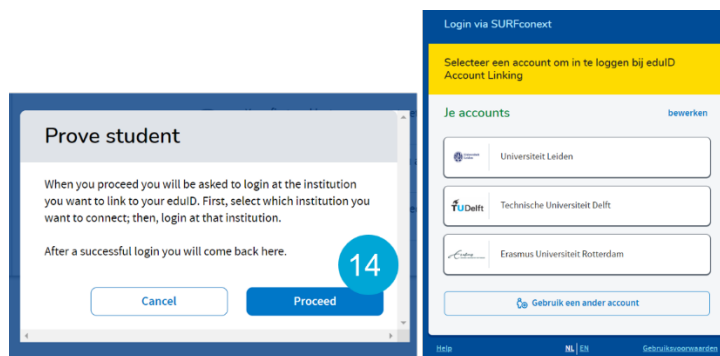 Prove student
When you proceed you will be asked to login at the institution
you want to link to your eduID. First, select which institution you
want to connect; then, login at that institution.
After a successful login you will come back here.
14
Cancel
Proceed
Login via SURFconext
Selecteer een account om in te loggen bij eduID
Account Linking
Je accounts
bewerken
Universiteit Leiden
TUDelft
Technische Universiteit Delft
Erasmus Universiteit Rotterdam
Gebruik een ander account
Help
NL | EN
Gebruiksvoorwaarden